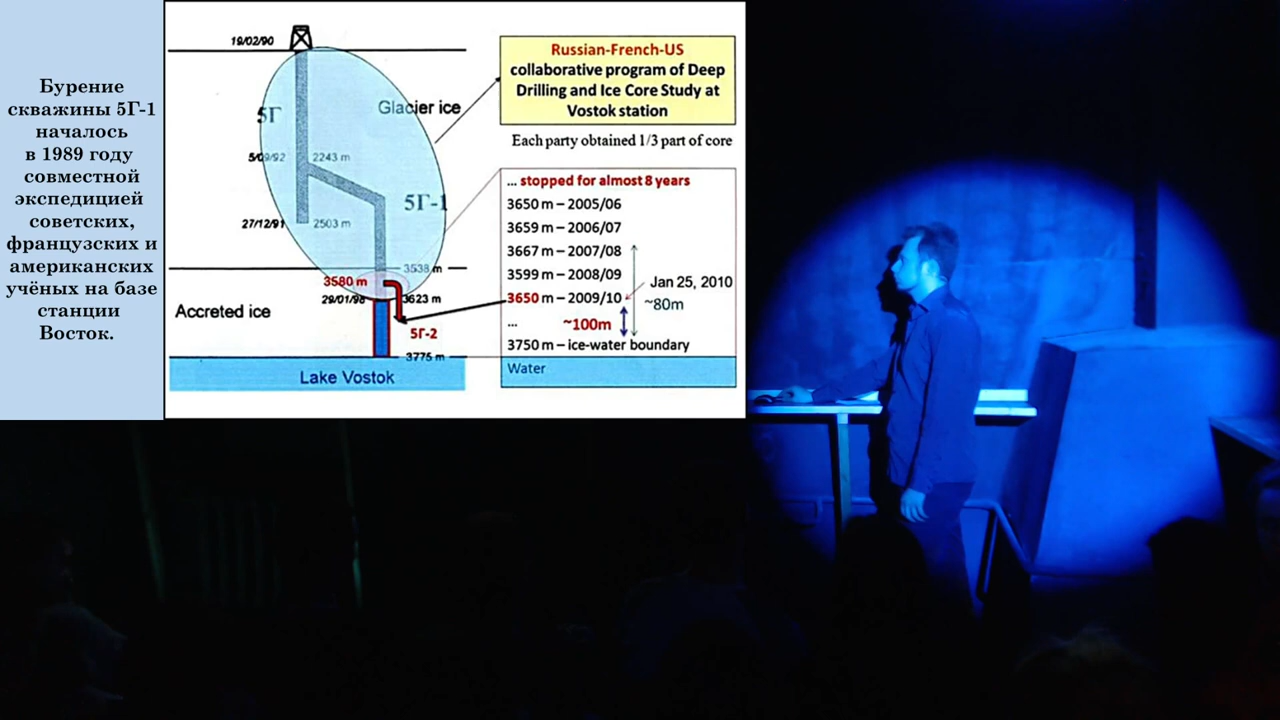 Бурение
скважины 5Г-1
началось
в 1989 году
совместной
экспедицией
советских,
французских и
американских
учёных на базе
станции
Восток.
19/02/90
5Г
Glacier ice
2243 m
5Г-1
27/12/91
2503 m
3538 m
3580 m
29/01/98
3623 m
Accreted ice
5Г-2
3775 m
Lake Vostok
Russian-French-US
collaborative program of Deep
Drilling and Ice Core Study at
Vostok station
Each party obtained 1/3 part of core
... stopped for almost 8 years
3650 m – 2005/06
3659 m – 2006/07
3667 m – 2007/08
3599 m – 2008/09
Jan 25, 2010
3650 m – 2009/10
~80m
... ~100m
3750 m – ice-water boundary
Water